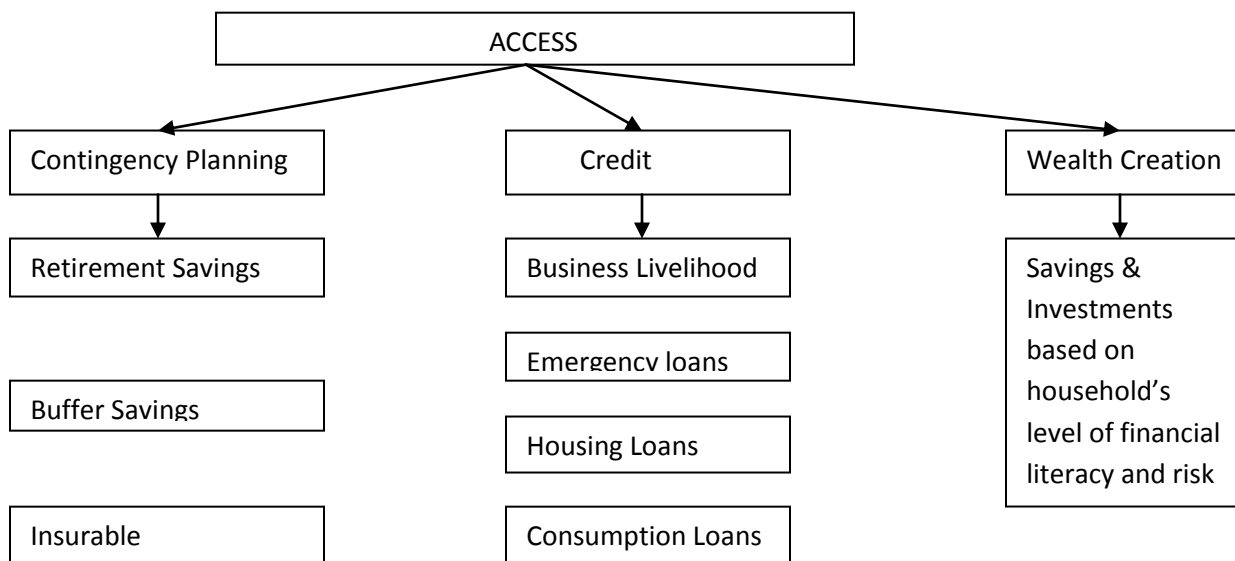 ACCESS
Contingency Planning
Credit
Wealth Creation
Retirement Savings
Buffer Savings
Insurable
Business Livelihood
Emergency loans
Housing Loans
Consumption Loans
Savings &
Investments
based on
household’s
level of financial
literacy and risk